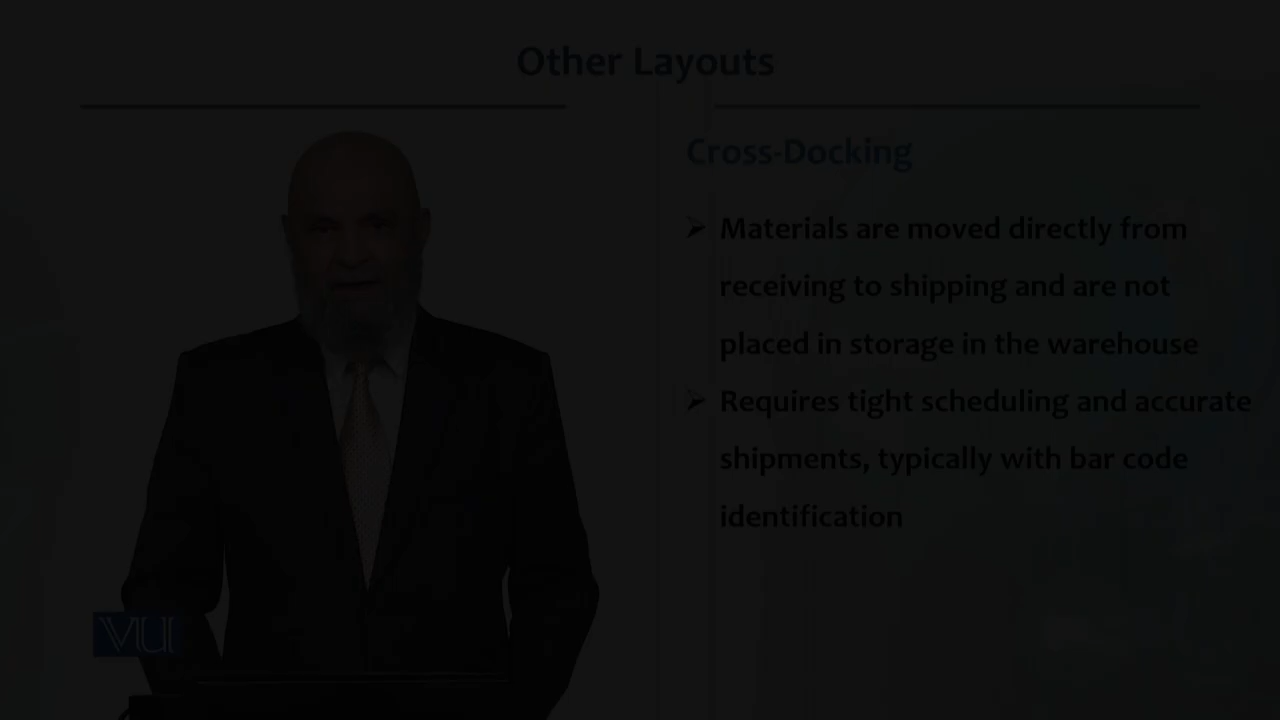 Other Layouts
Cross-Docking
➢ Materials are moved directly from
receiving to shipping and are not
placed in storage in the warehouse
➢ Requires tight scheduling and accurate
shipments, typically with bar code
identification
VU